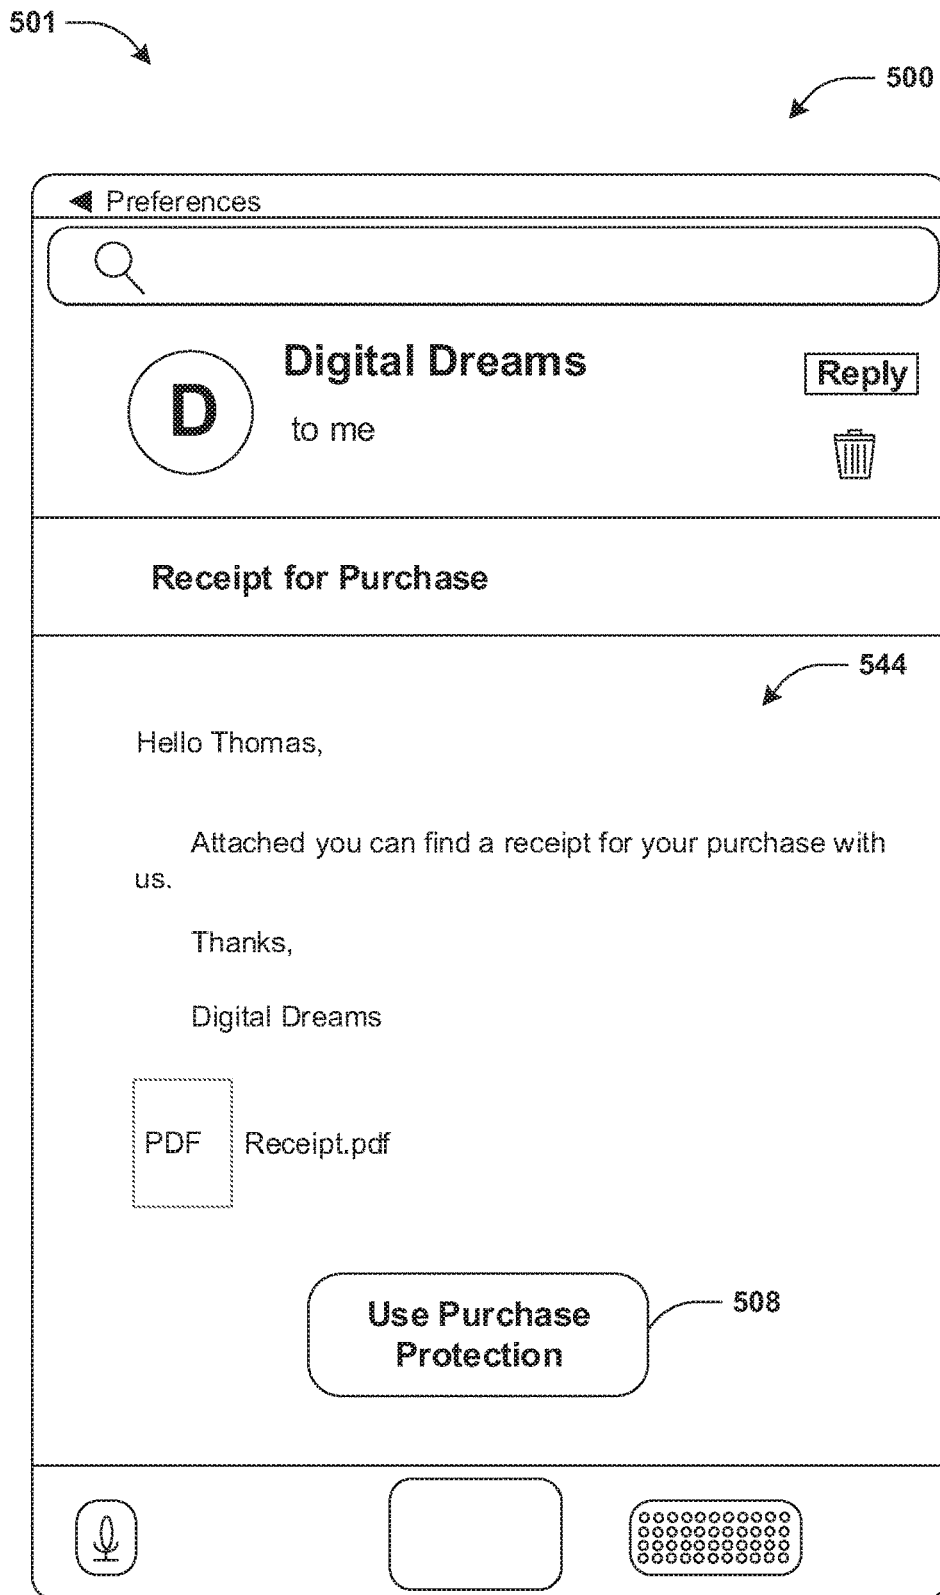 501
500
Preferences
Digital Dreams
Reply
D
to me
Receipt for Purchase
544
Hello Thomas,
Attached you can find a receipt for your purchase with
us.
Thanks,
Digital Dreams
PDF Receipt.pdf
Use Purchase
Protection
508